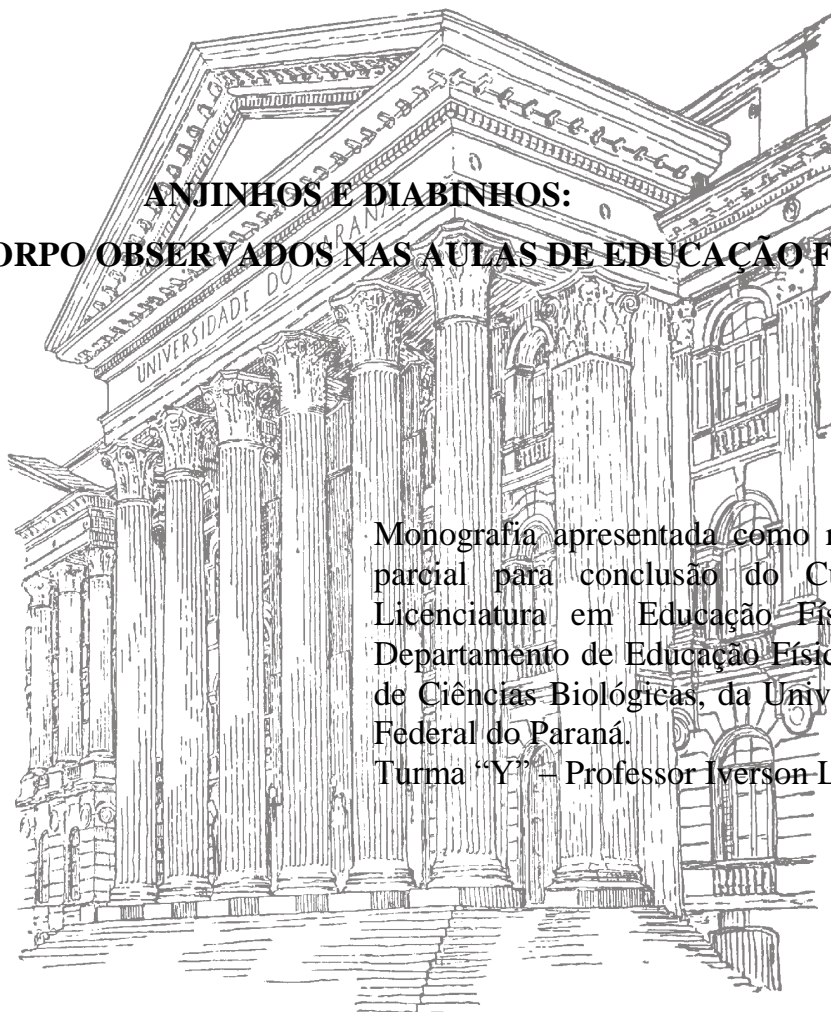 ANJINHOS E DIABINHOS:
ORPO OBSERVADOS NAS AULAS DE EDUCAÇÃO F
UNIVERSIDADE DO PARANÁ
Monografia apresentada como
parcial para conclusão do
Licenciatura em Educação Fís
Departamento de Educação Físic
de Ciências Biológicas, da Univ
Federal do Paraná.
Turma “Y” – Professor Iverson L